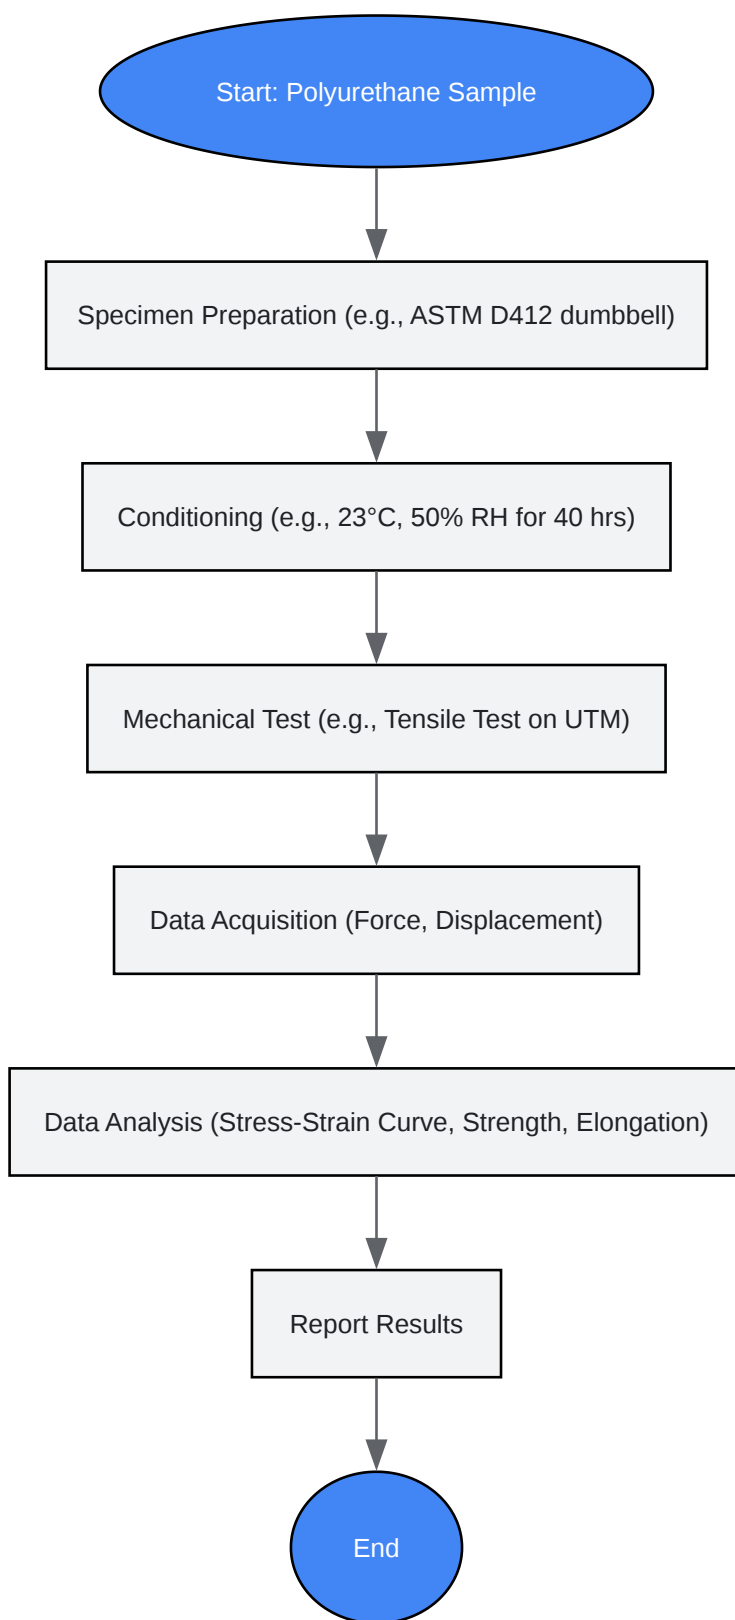 Start: Polyurethane Sample
Specimen Preparation (e.g., ASTM D412 dumbbell)
Conditioning (e.g., 23°C, 50% RH for 40 hrs)
Mechanical Test (e.g., Tensile Test on UTM)
Data Acquisition (Force, Displacement)
Data Analysis (Stress-Strain Curve, Strength, Elongation)
Report Results
End